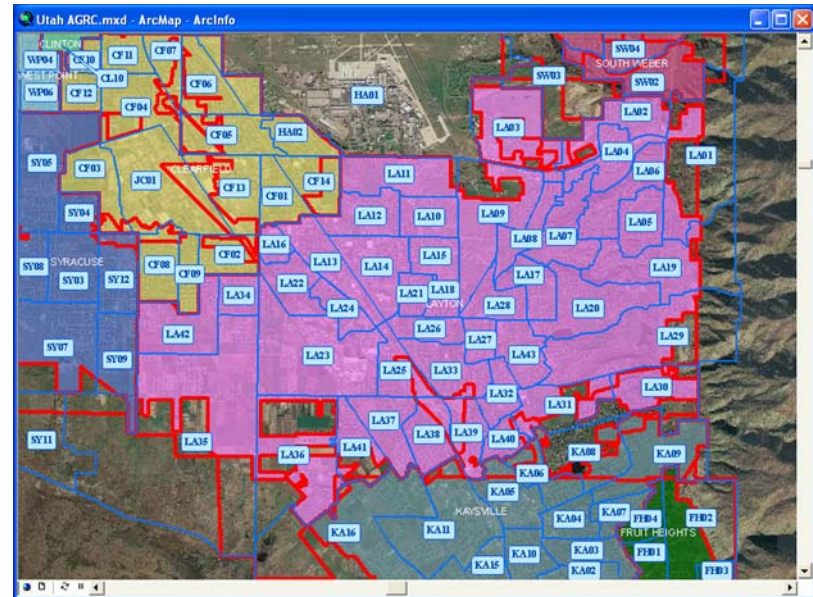 Utah AGRC.mxd - ArcMap - ArcInfo
CLINTON
WP04
CF10
CF11
CF07
WEST POINT
CL10
CF06
WP06
CF12
CF04
HA01
SW04
SOUTH WEBER
SW03
SW02
LA02
LA03
CF05
HA02
LA04
LA01
SY05
CF03
CLEARFIELD
JC01
CF13
CF01
CF14
LA11
LA06
SY04
LA12
LA10
LA09
LA05
LA16
LA08
LA07
CF08
CF02
CF09
SYRACUSE
SY08
SY03
SY12
LA13
LA14
LA15
LA19
LA22
LA17
LA34
LA21
LA18
LAYTON
LA24
LA28
LA20
LA42
LA26
LA27
LA29
SY07
SY09
LA23
LA43
LA25
LA33
LA30
LA32
LA31
LA37
LA38
LA39
LA40
SY11
LA35
LA41
LA36
KA08
KA09
KA06
KA05
KAYSVILLE
KA16
KA11
KA04
KA07
FH04
FH02
FRUIT HEIGHTS
KA10
KA03
FH01
KA15
KA02
FH03